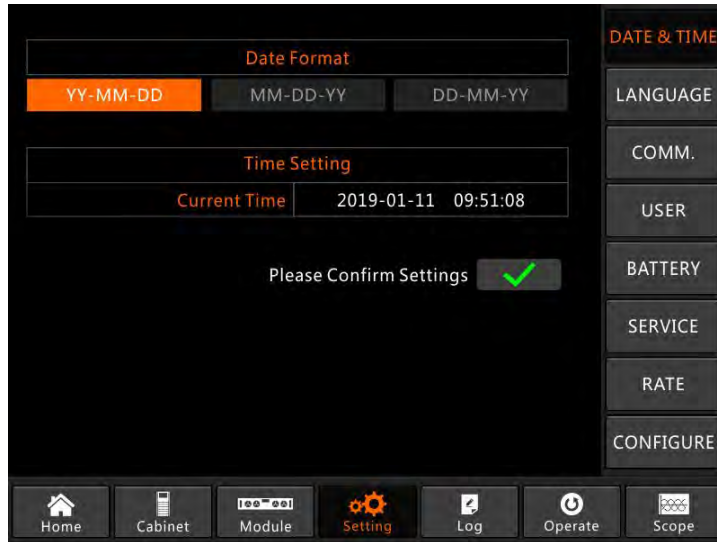 Date Format
YY-MM-DD MM-DD-YY DD-MM-YY
Time Setting
Current Time 2019-01-11 09:51:08
Please Confirm Settings
DATE & TIME
LANGUAGE
COMM.
USER
BATTERY
SERVICE
RATE
CONFIGURE
Home Cabinet Module Setting Log Operate Scope